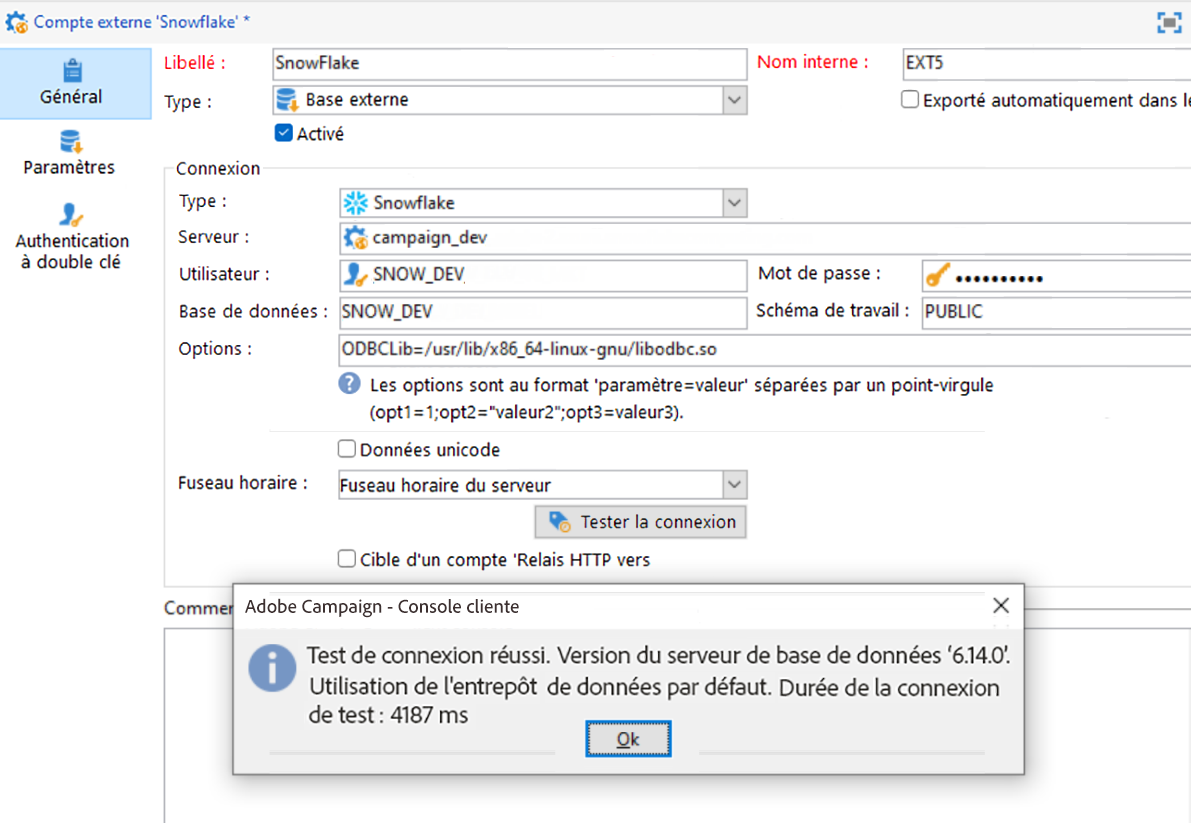 Compte externe 'Snowflake' *
Général
Paramètres
Authentication
à double clé
Libellé : SnowFlake Nom interne : EXT5
Type : Base externe Exporté automatiquement dans
Activé
Connexion
Type : Snowflake
Serveur : campaign_dev
Utilisateur : SNOW_DEV Mot de passe : ••••••••••
Base de données : SNOW_DEV Schéma de travail : PUBLIC
Options : ODBCLib=/usr/lib/x86_64-linux-gnu/libodbc.so
Les options sont au format 'paramètre=valeur' séparées par un point-virgule
(opt1=1;opt2="valeur2";opt3=valeur3).
Données unicode
Fuseau horaire : Fuseau horaire du serveur
Tester la connexion
Cible d'un compte 'Relais HTTP vers
Commen
Adobe Campaign - Console cliente
Test de connexion réussi. Version du serveur de base de données '6.14.0'.
Utilisation de l'entrepôt de données par défaut. Durée de la connexion
de test : 4187 ms
Ok